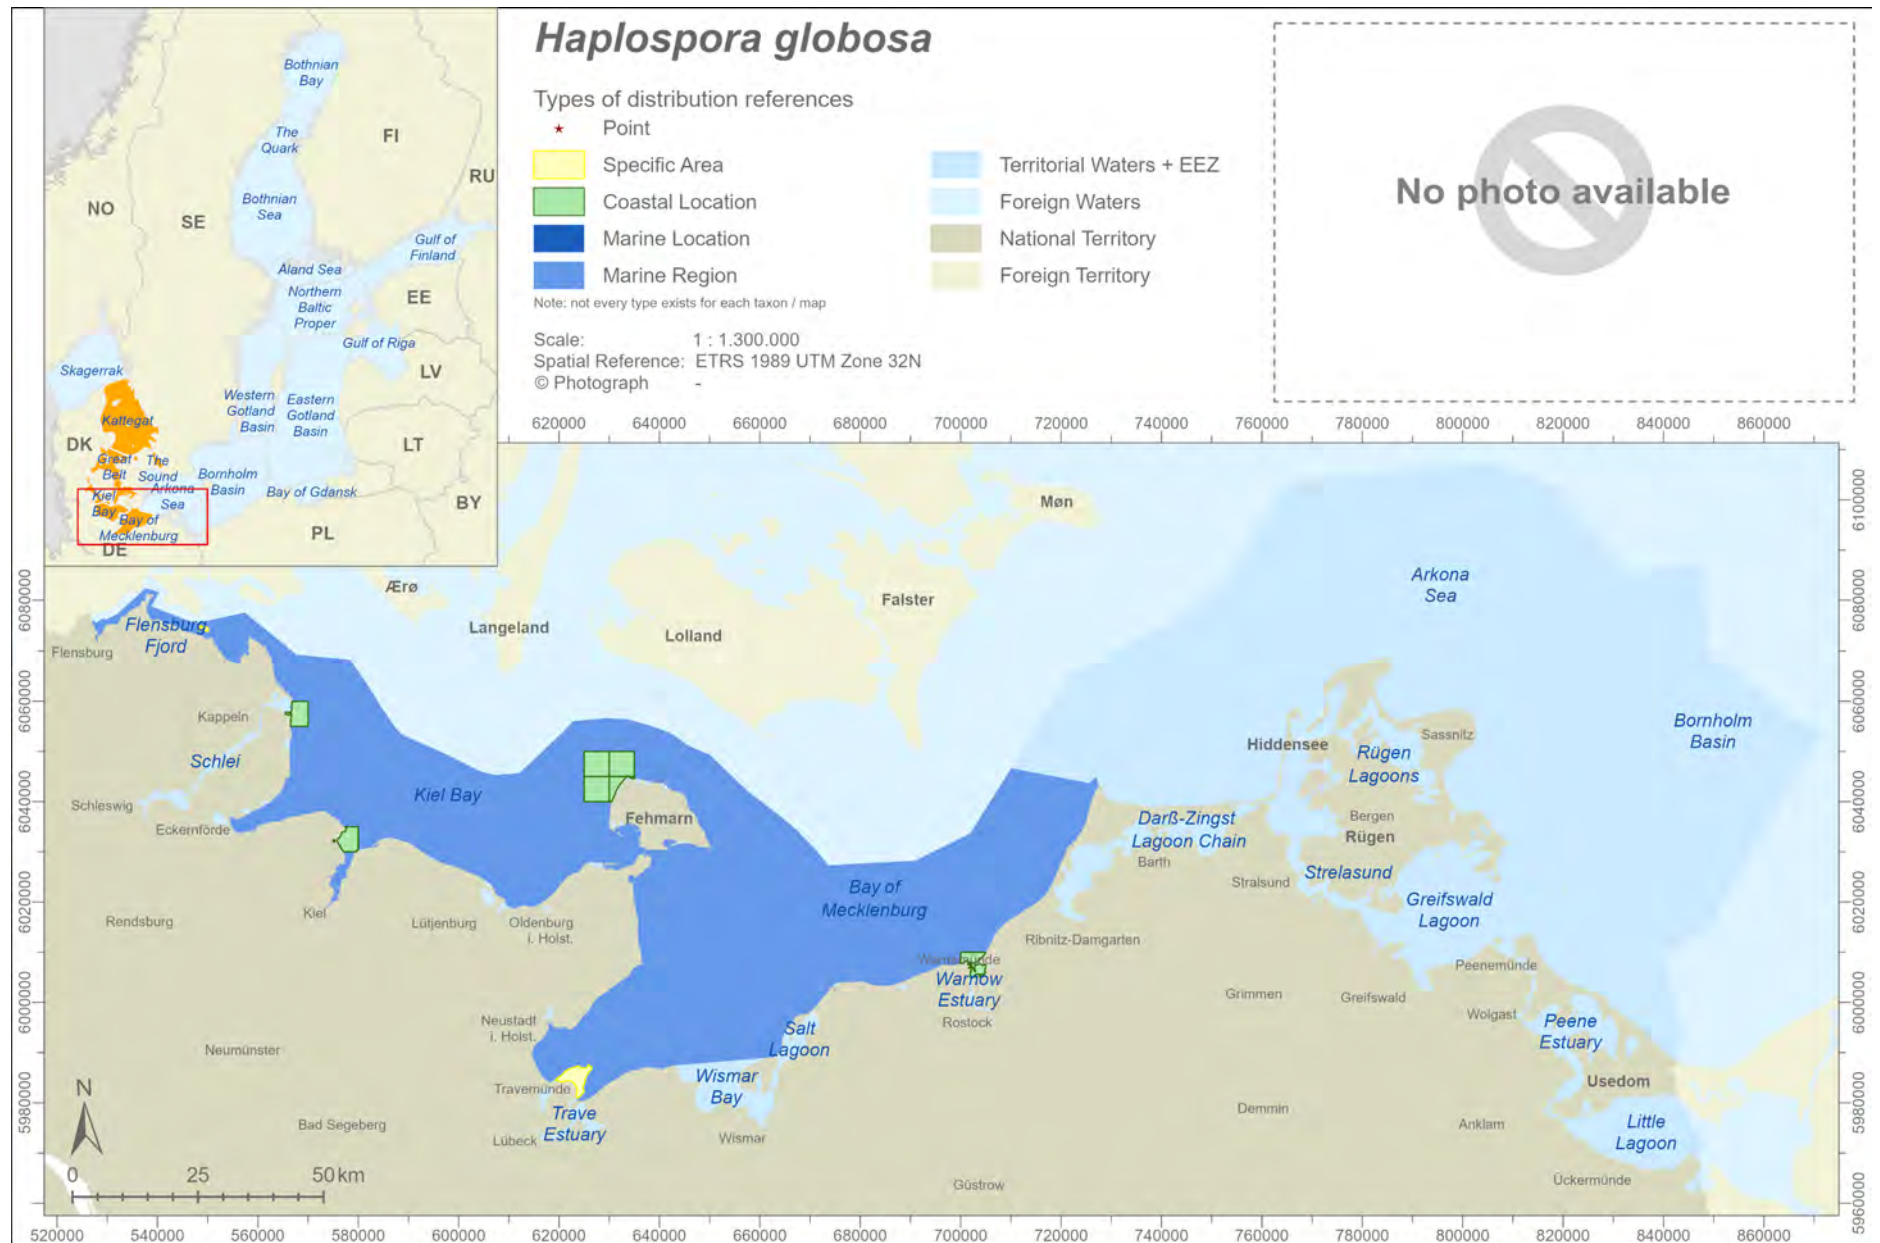 Haplospora globosa
Types of distribution references
Point
Specific Area
Coastal Location
Marine Location
Marine Region
Territorial Waters + EEZ
Foreign Waters
National Territory
Foreign Territory
Note: not every type exists for each taxon / map
Scale: 1 : 1.300.000
Spatial Reference: ETRS 1989 UTM Zone 32N
© Photograph -
No photo available
Bothnian
Bay
The
Quark
FI
RU
NO
SE
Bothnian
Sea
Gulf of
Finland
Åland Sea
Northern
Baltic
Proper
EE
Gulf of Riga
Skagerrak
LV
Western
Gotland
Basin
Eastern
Gotland
Basin
Kattegat
DK
LT
Great
Belt
The
Sound
Bornholm
Basin
Arkona
Sea
Bay of Gdansk
Kiel
Bay
Bay of
Mecklenburg
BY
PL
DE
620000 640000 660000 680000 700000 720000 740000 760000 780000 800000 820000 840000 860000
6080000
6060000
6040000
6020000
6000000
5980000
6100000
6080000
6060000
6040000
6020000
6000000
5980000
5960000
Møn
Ærø
Langeland
Lolland
Falster
Arkona
Sea
Flensburg
Fjord
Flensburg
Kappeln
Schlei
Schleswig
Eckernförde
Kiel Bay
Fehmarn
Hiddensee
Sassnitz
Rügen
Lagoons
Bornholm
Basin
Bergen
Rügen
Darß-Zingst
Lagoon Chain
Barth
Stralsund
Strelasund
Greifswald
Lagoon
Bay of
Mecklenburg
Rendsburg
Kiel
Lütjenburg
Oldenburg
i. Holst.
Ribnitz-Damgarten
Warnemünde
Warnow
Estuary
Rostock
Peenemünde
Grimmen
Greifswald
Wolgast
Peene
Estuary
Usedom
Neustadt
i. Holst.
Salt
Lagoon
Neumünster
Travemünde
Wismar
Bay
Trave
Estuary
Lübeck
Wismar
Bad Segeberg
Demmin
Anklam
Little
Lagoon
Ückermünde
Güstrow
N
0 25 50 km
520000 540000 560000 580000 600000 620000 640000 660000 680000 700000 720000 740000 760000 780000 800000 820000 840000 860000